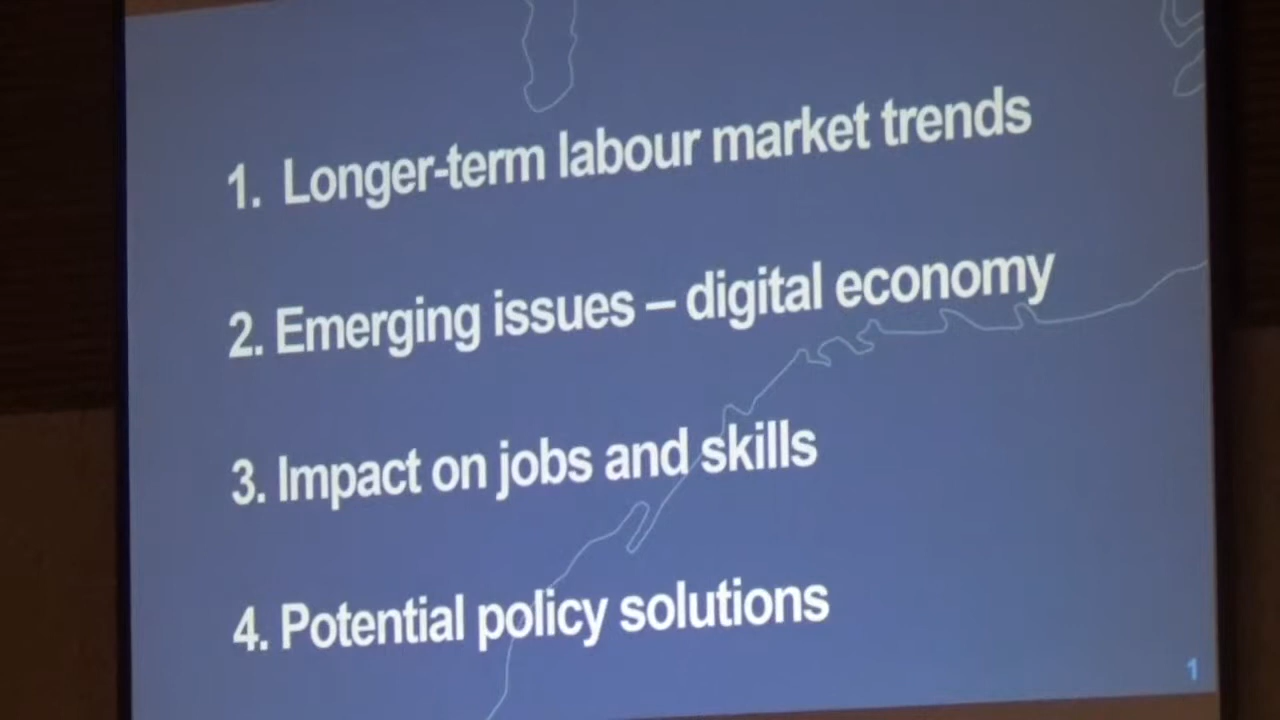 1. Longer-term labour market trends
2. Emerging issues – digital economy
3. Impact on jobs and skills
4. Potential policy solutions
1